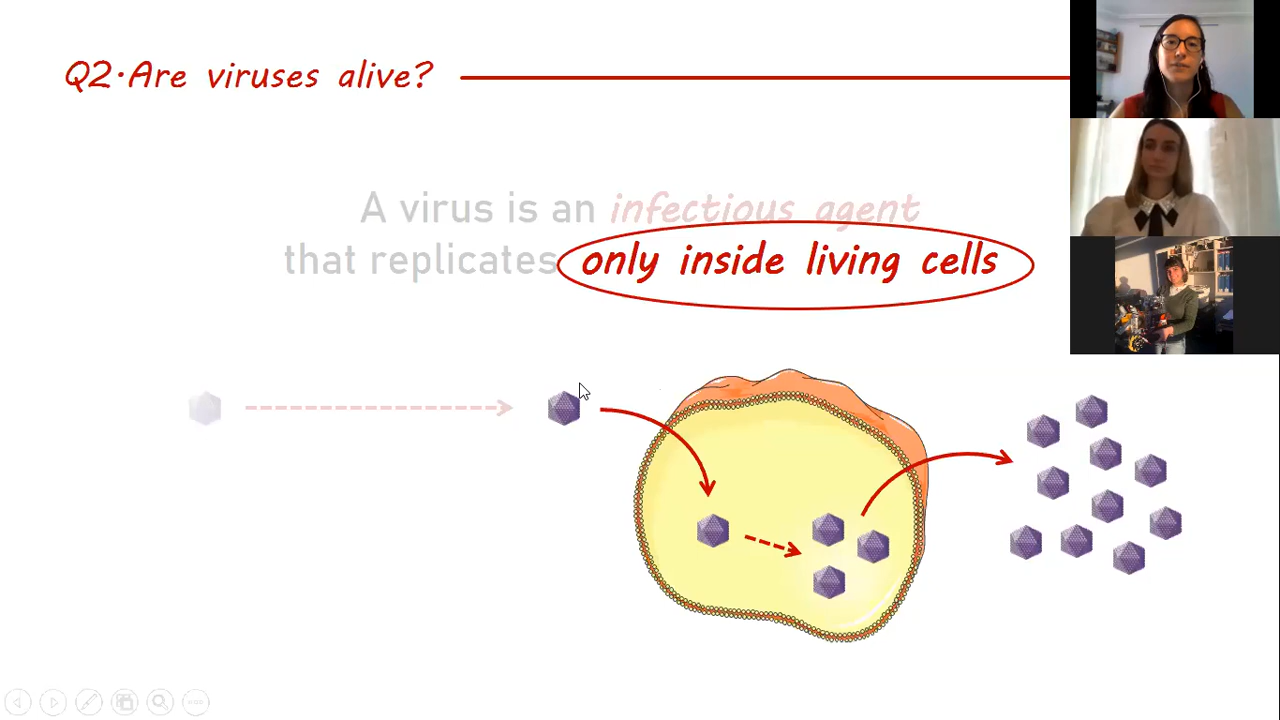 Q2·Are viruses alive?
A virus is an infectious agent
that replicates only inside living cells